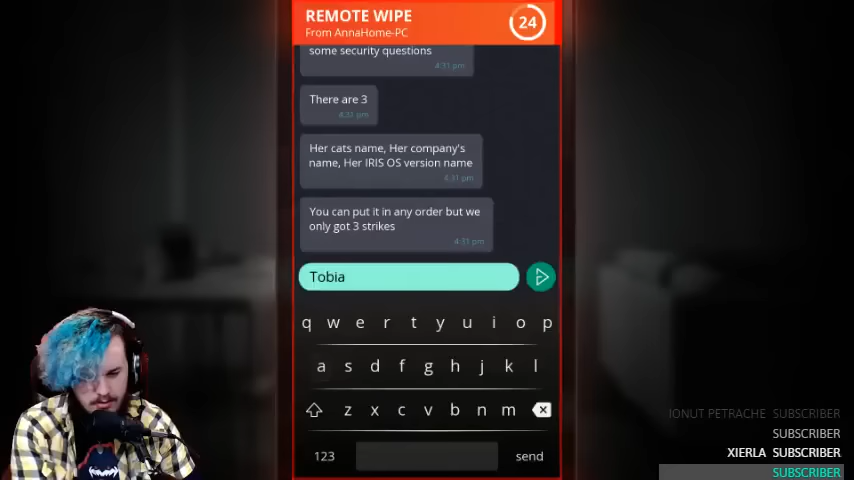 REMOTE WIPE
From AnnaHome-PC
24
some security questions
4:31 pm
There are 3
4:31 pm
Her cats name, Her company's
name, Her IRIS OS version name
4:31 pm
You can put it in any order but we
only got 3 strikes
4:31 pm
Tobia
q w e r t y u i o p
a s d f g h j k l
z x c v b n m
123 send
IONUT PETRACHE SUBSCRIBER
SUBSCRIBER
XIERLA SUBSCRIBER
SUBSCRIBER